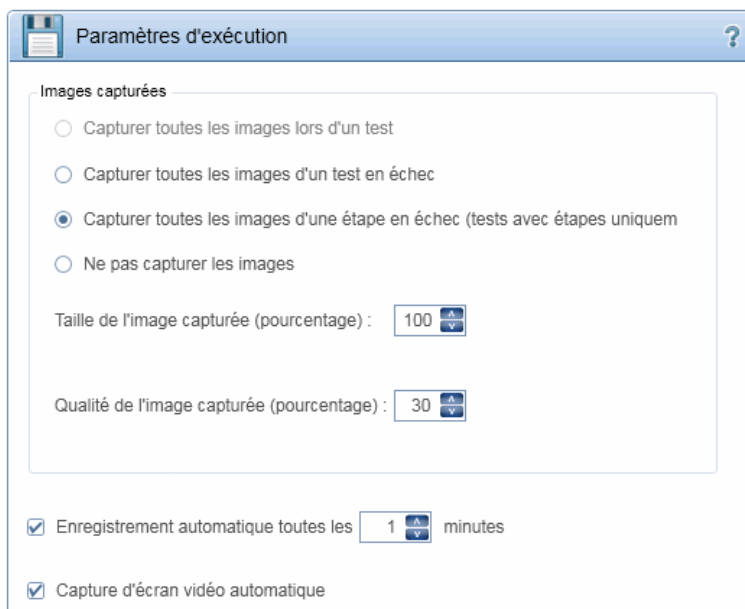 Paramètres d'exécution
?
Images capturées
Capturer toutes les images lors d'un test
Capturer toutes les images d'un test en échec
Capturer toutes les images d'une étape en échec (tests avec étapes uniquem
Ne pas capturer les images
Taille de l'image capturée (pourcentage) : 100
Qualité de l'image capturée (pourcentage) : 30
Enregistrement automatique toutes les 1 minutes
Capture d'écran vidéo automatique